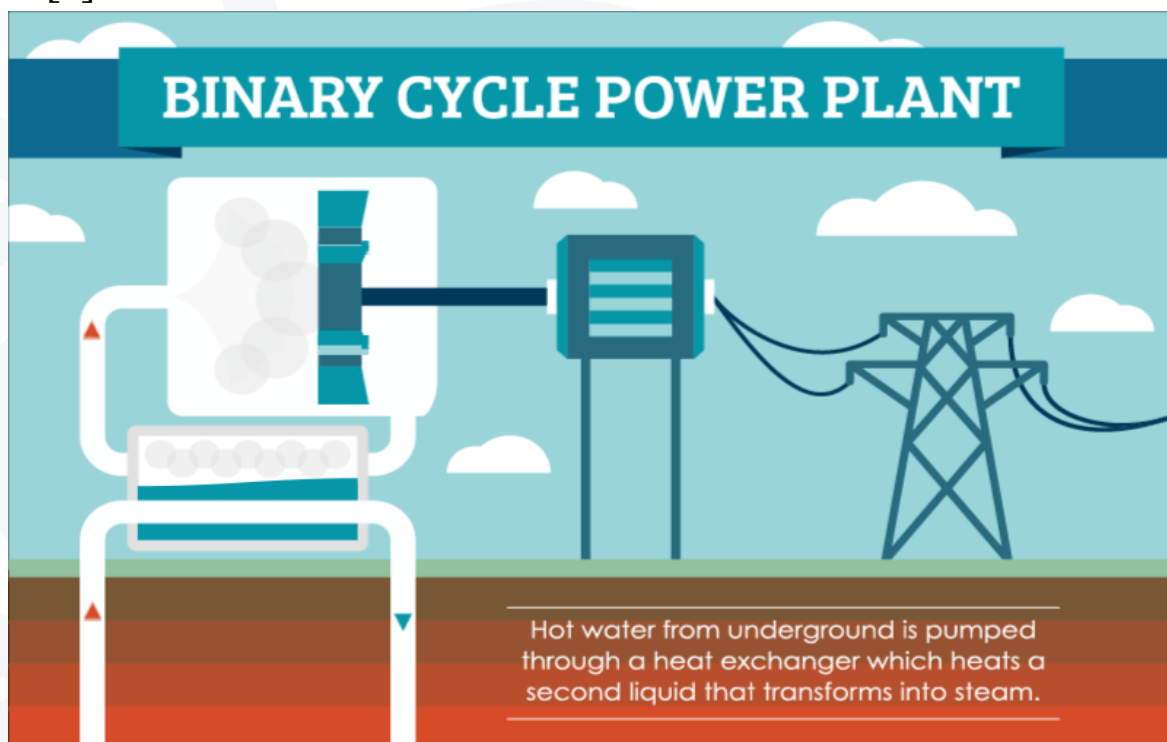 BINARY CYCLE POWER PLANT
Hot water from underground is pumped
through a heat exchanger which heats a
second liquid that transforms into steam.